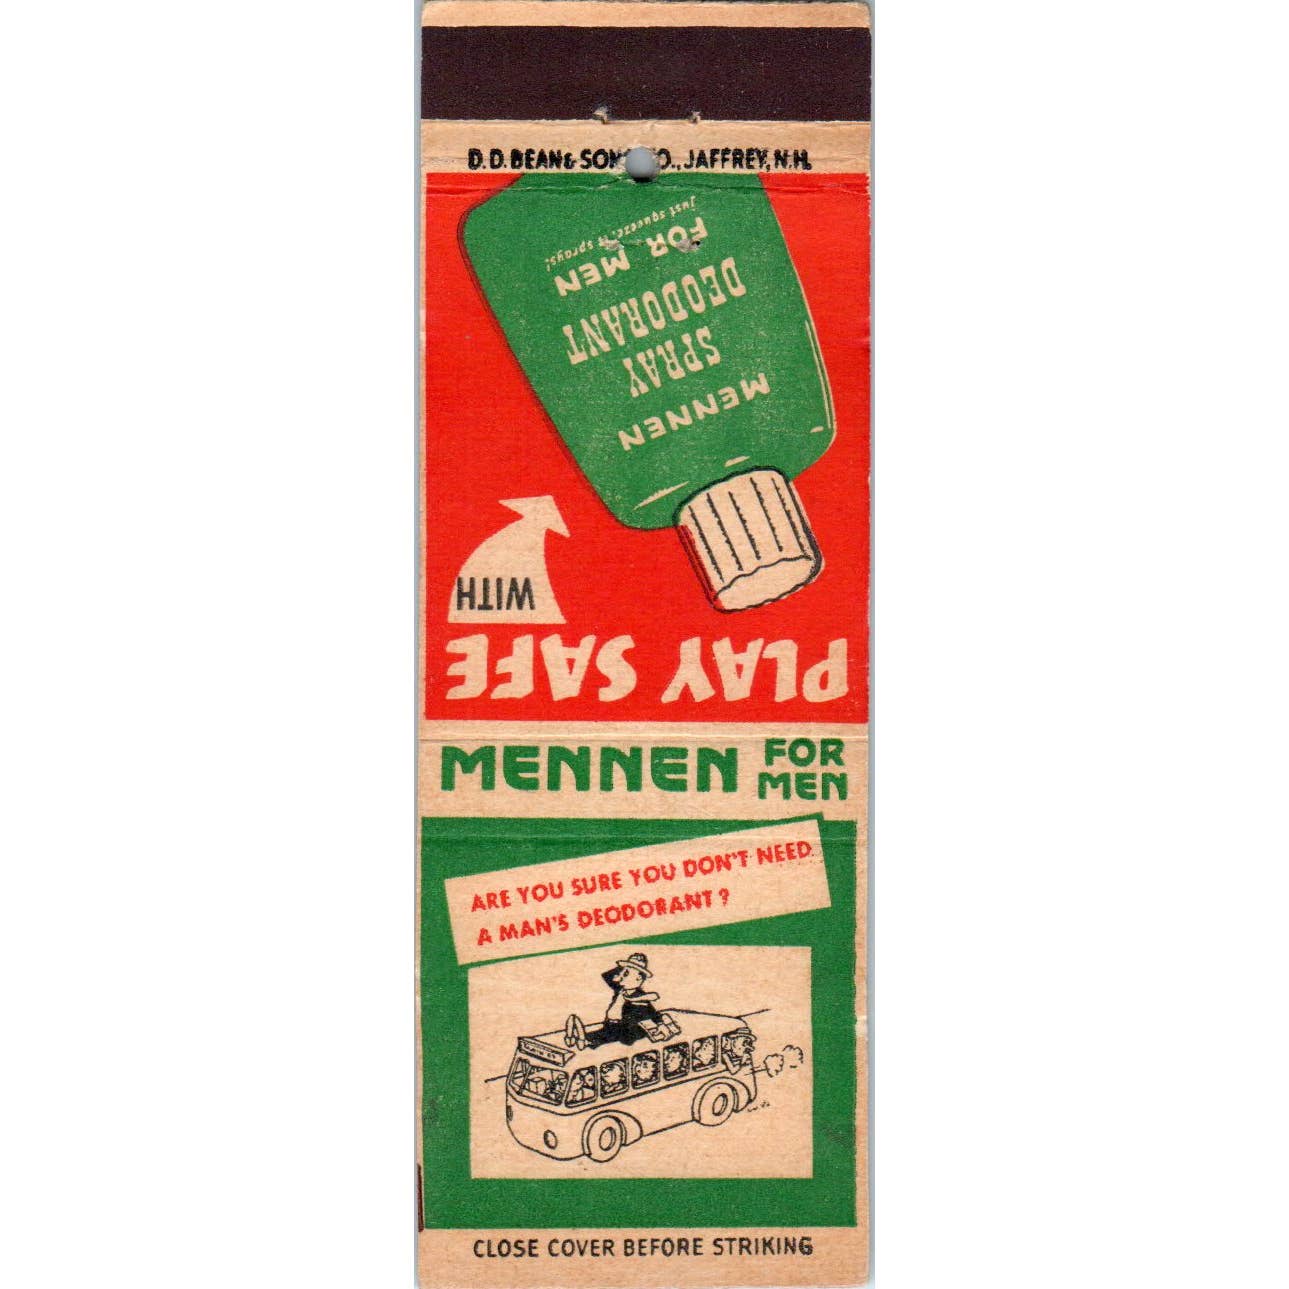 D.D. BEAN & SONS CO., JAFFREY, N.H.
PLAY SAFE
WITH
MENNEN
SPRAY
DEODORANT
FOR MEN
just squeeze..it sprays!
MENNEN FOR MEN
ARE YOU SURE YOU DON'T NEED
A MAN'S DEODORANT?
CLOSE COVER BEFORE STRIKING